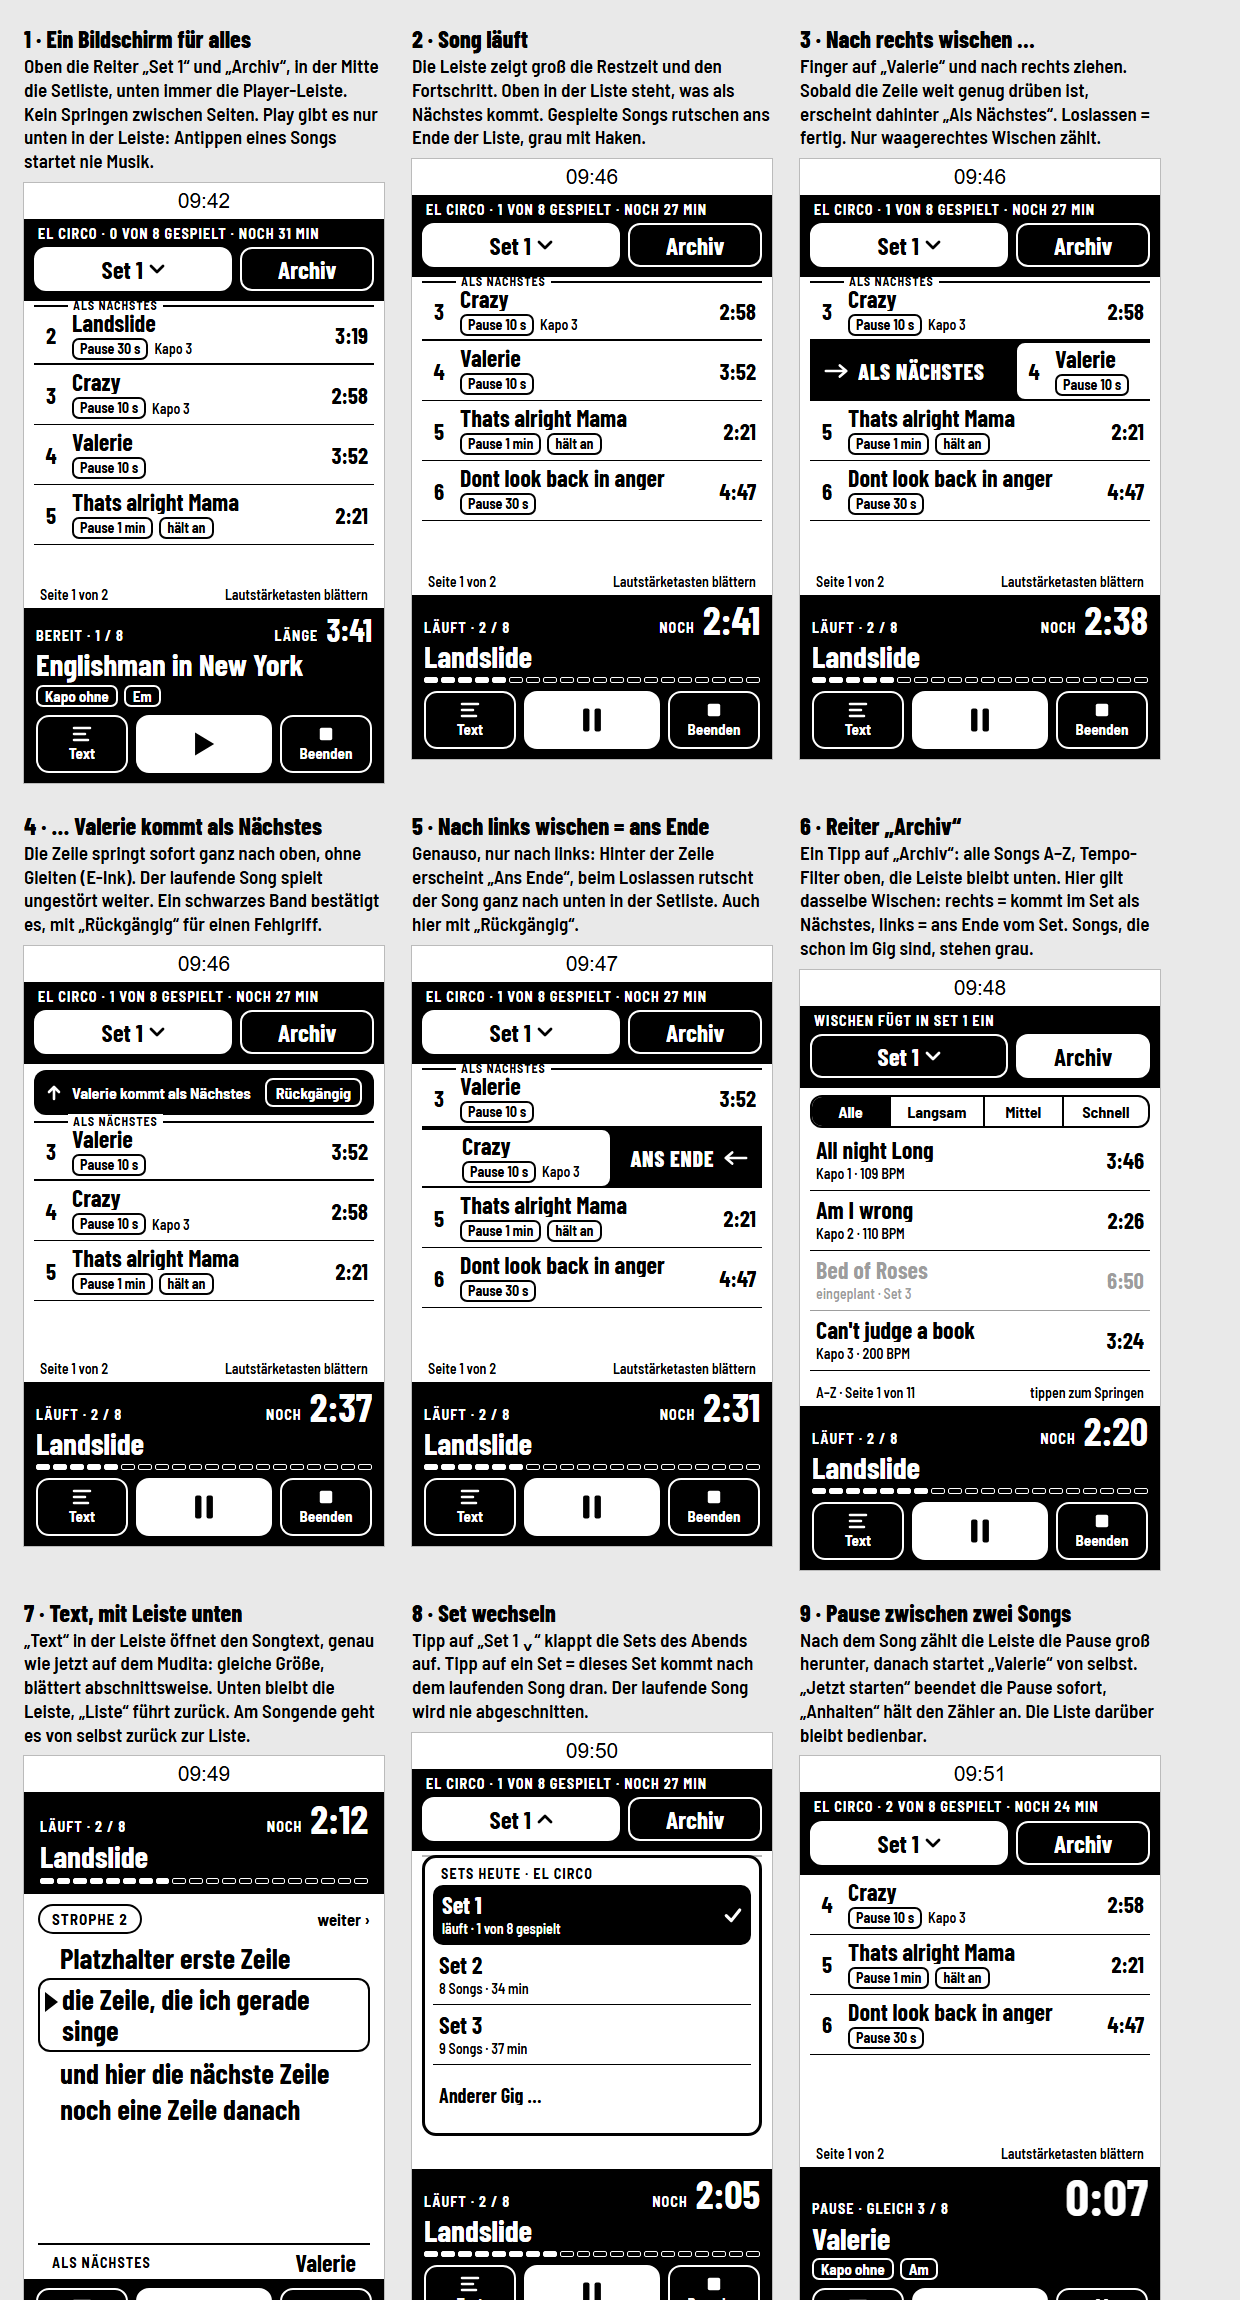 1 · Ein Bildschirm für alles
Oben die Reiter „Set 1“ und „Archiv“, in der Mitte
die Setliste, unten immer die Player-Leiste.
Kein Springen zwischen Seiten. Play gibt es nur
unten in der Leiste: Antippen eines Songs
startet nie Musik.
09:42
EL CIRCO · 0 VON 8 GESPIELT · NOCH 31 MIN
Set 1
Archiv
ALS NÄCHSTES
2 Landslide 3:19
Pause 30 s Kapo 3
3 Crazy 2:58
Pause 10 s Kapo 3
4 Valerie 3:52
Pause 10 s
5 Thats alright Mama 2:21
Pause 1 min hält an
Seite 1 von 2 Lautstärketasten blättern
BEREIT · 1 / 8 LÄNGE 3:41
Englishman in New York
Kapo ohne Em
Text Beenden
2 · Song läuft
Die Leiste zeigt groß die Restzeit und den
Fortschritt. Oben in der Liste steht, was als
Nächstes kommt. Gespielte Songs rutschen ans
Ende der Liste, grau mit Haken.
09:46
EL CIRCO · 1 VON 8 GESPIELT · NOCH 27 MIN
Set 1
Archiv
ALS NÄCHSTES
3 Crazy 2:58
Pause 10 s Kapo 3
4 Valerie 3:52
Pause 10 s
5 Thats alright Mama 2:21
Pause 1 min hält an
6 Dont look back in anger 4:47
Pause 30 s
Seite 1 von 2 Lautstärketasten blättern
LÄUFT · 2 / 8 NOCH 2:41
Landslide
Text Beenden
3 · Nach rechts wischen ...
Finger auf „Valerie“ und nach rechts ziehen.
Sobald die Zeile weit genug drüben ist,
erscheint dahinter „Als Nächstes“. Loslassen =
fertig. Nur waagerechtes Wischen zählt.
09:46
EL CIRCO · 1 VON 8 GESPIELT · NOCH 27 MIN
Set 1
Archiv
ALS NÄCHSTES
3 Crazy 2:58
Pause 10 s Kapo 3
→ ALS NÄCHSTES 4 Valerie
Pause 10 s
5 Thats alright Mama 2:21
Pause 1 min hält an
6 Dont look back in anger 4:47
Pause 30 s
Seite 1 von 2 Lautstärketasten blättern
LÄUFT · 2 / 8 NOCH 2:38
Landslide
Text Beenden
4 · ... Valerie kommt als Nächstes
Die Zeile springt sofort ganz nach oben, ohne
Gleiten (E-Ink). Der laufende Song spielt
ungestört weiter. Ein schwarzes Band bestätigt
es, mit „Rückgängig“ für einen Fehlgriff.
09:46
EL CIRCO · 1 VON 8 GESPIELT · NOCH 27 MIN
Set 1
Archiv
↑ Valerie kommt als Nächstes Rückgängig
ALS NÄCHSTES
3 Valerie 3:52
Pause 10 s
4 Crazy 2:58
Pause 10 s Kapo 3
5 Thats alright Mama 2:21
Pause 1 min hält an
Seite 1 von 2 Lautstärketasten blättern
LÄUFT · 2 / 8 NOCH 2:37
Landslide
Text Beenden
5 · Nach links wischen = ans Ende
Genauso, nur nach links: Hinter der Zeile
erscheint „Ans Ende“, beim Loslassen rutscht
der Song ganz nach unten in der Setliste. Auch
hier mit „Rückgängig“.
09:47
EL CIRCO · 1 VON 8 GESPIELT · NOCH 27 MIN
Set 1
Archiv
ALS NÄCHSTES
3 Valerie 3:52
Pause 10 s
Crazy ANS ENDE ←
Pause 10 s Kapo 3
5 Thats alright Mama 2:21
Pause 1 min hält an
6 Dont look back in anger 4:47
Pause 30 s
Seite 1 von 2 Lautstärketasten blättern
LÄUFT · 2 / 8 NOCH 2:31
Landslide
Text Beenden
6 · Reiter „Archiv“
Ein Tipp auf „Archiv“: alle Songs A–Z, Tempo-
Filter oben, die Leiste bleibt unten. Hier gilt
dasselbe Wischen: rechts = kommt im Set als
Nächstes, links = ans Ende vom Set. Songs, die
schon im Gig sind, stehen grau.
09:48
WISCHEN FÜGT IN SET 1 EIN
Set 1
Archiv
Alle Langsam Mittel Schnell
All night Long 3:46
Kapo 1 · 109 BPM
Am I wrong 2:26
Kapo 2 · 110 BPM
Bed of Roses 6:50
eingeplant · Set 3
Can't judge a book 3:24
Kapo 3 · 200 BPM
A–Z · Seite 1 von 11 tippen zum Springen
LÄUFT · 2 / 8 NOCH 2:20
Landslide
Text Beenden
7 · Text, mit Leiste unten
„Text“ in der Leiste öffnet den Songtext, genau
wie jetzt auf dem Mudita: gleiche Größe,
blättert abschnittsweise. Unten bleibt die
Leiste, „Liste“ führt zurück. Am Songende geht
es von selbst zurück zur Liste.
09:49
LÄUFT · 2 / 8 NOCH 2:12
Landslide
STROPHE 2 weiter ›
Platzhalter erste Zeile
die Zeile, die ich gerade
singe
und hier die nächste Zeile
noch eine Zeile danach
ALS NÄCHSTES Valerie
8 · Set wechseln
Tipp auf „Set 1 ⌄“ klappt die Sets des Abends
auf. Tipp auf ein Set = dieses Set kommt nach
dem laufenden Song dran. Der laufende Song
wird nie abgeschnitten.
09:50
EL CIRCO · 1 VON 8 GESPIELT · NOCH 27 MIN
Set 1
Archiv
SETS HEUTE · EL CIRCO
Set 1
läuft · 1 von 8 gespielt
Set 2
8 Songs · 34 min
Set 3
9 Songs · 37 min
Anderer Gig ...
LÄUFT · 2 / 8 NOCH 2:05
Landslide
9 · Pause zwischen zwei Songs
Nach dem Song zählt die Leiste die Pause groß
herunter, danach startet „Valerie“ von selbst.
„Jetzt starten“ beendet die Pause sofort,
„Anhalten“ hält den Zähler an. Die Liste darüber
bleibt bedienbar.
09:51
EL CIRCO · 2 VON 8 GESPIELT · NOCH 24 MIN
Set 1
Archiv
4 Crazy 2:58
Pause 10 s Kapo 3
5 Thats alright Mama 2:21
Pause 1 min hält an
6 Dont look back in anger 4:47
Pause 30 s
Seite 1 von 2 Lautstärketasten blättern
PAUSE · GLEICH 3 / 8 0:07
Valerie
Kapo ohne Am